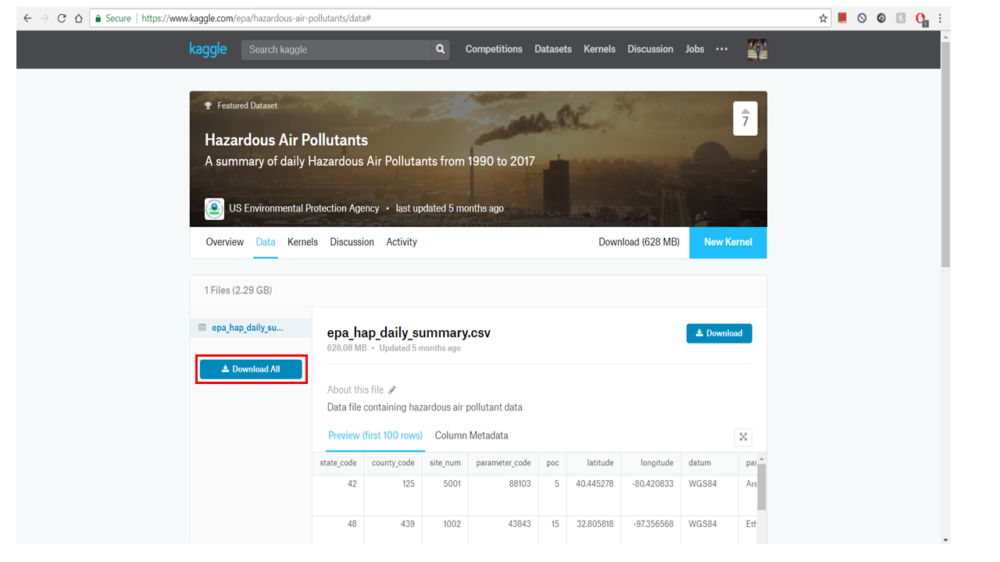 Secure https://www.kaggle.com/epa/hazardous-air-pollutants/data#
1
kaggle Search kaggle Competitions Datasets Kernels Discussion Jobs
Featured Dataset
7
Hazardous Air Pollutants
A summary of daily Hazardous Air Pollutants from 1990 to 2017
US Environmental Protection Agency • last updated 5 months ago
Overview Data Kernels Discussion Activity Download (628 MB) New Kernel
1 Files (2.29 GB)
epa_hap_daily_su...
Download All
epa_hap_daily_summary.csv Download
628.08 MB • Updated 5 months ago
About this file
Data file containing hazardous air pollutant data
Preview (first 100 rows) Column Metadata
state_code county_code site_num parameter_code poc latitude longitude datum par
42 125 5001 88103 5 40.445278 -80.420833 WGS84 Ars
48 439 1002 43843 15 32.805818 -97.356568 WGS84 Eth